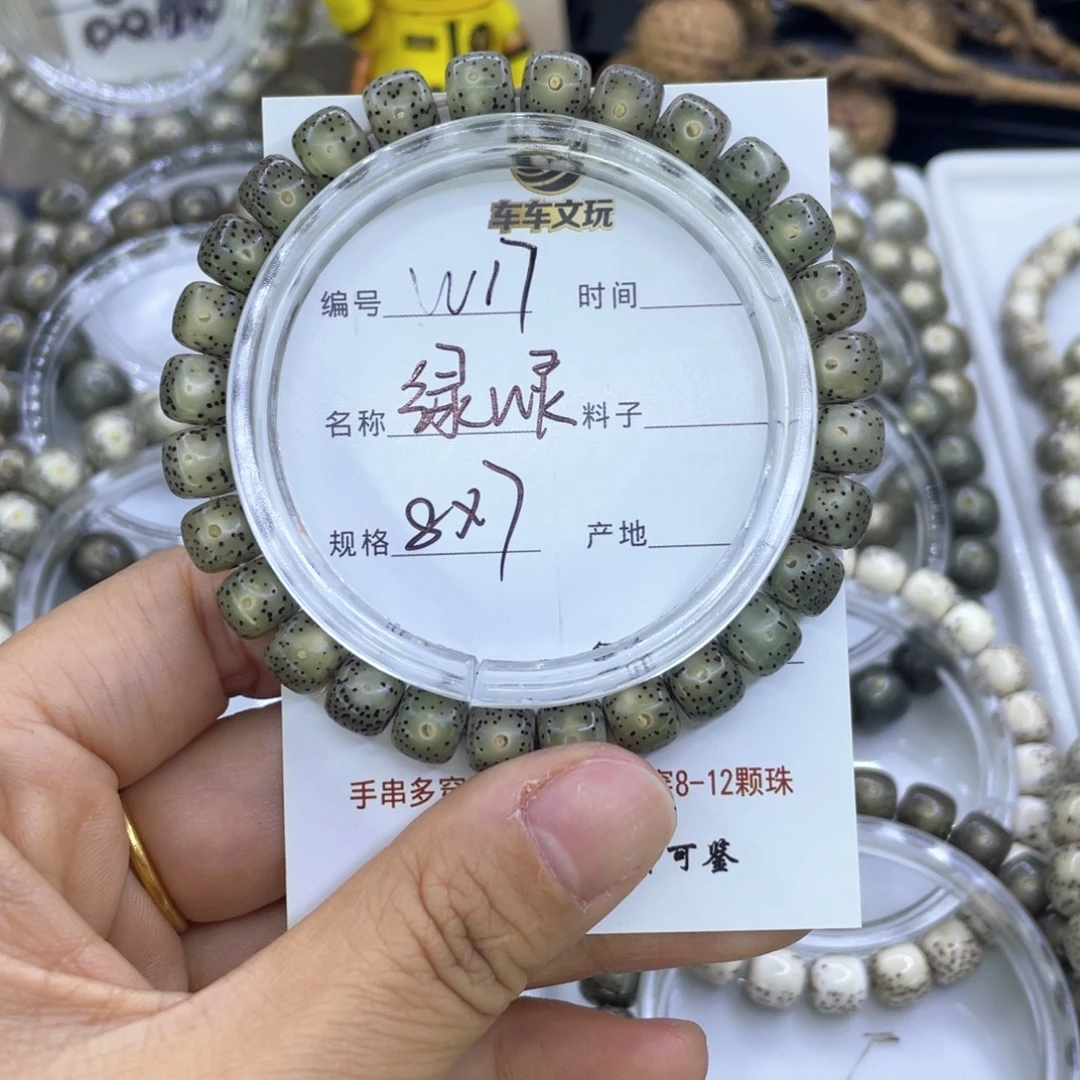 车车文玩
编号 W17 时间
名称 绿 料子
规格 8x7 产地
手串多穿 8-12颗珠
可鉴